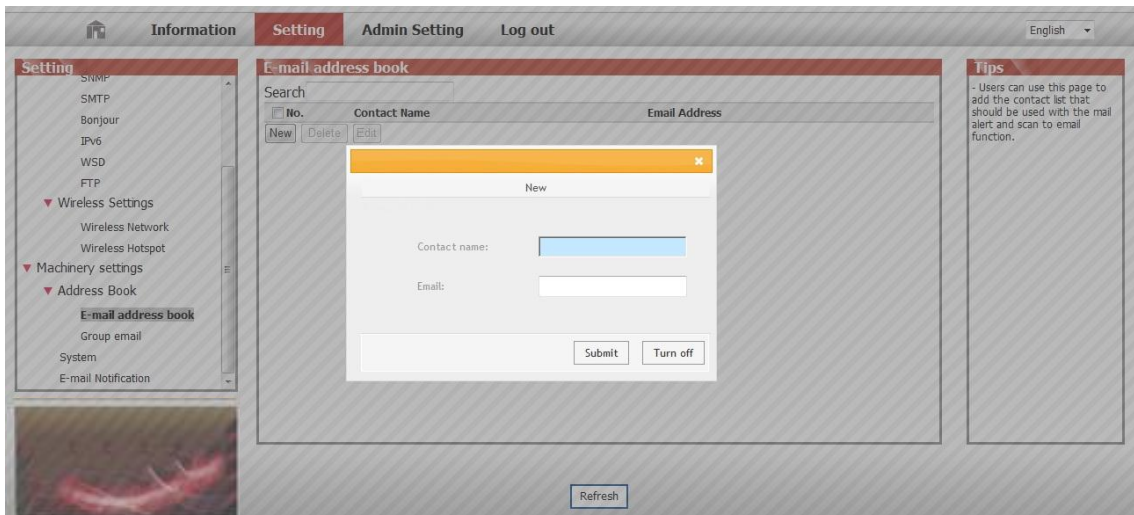 Information Setting Admin Setting Log out English
Setting
SNMP
SMTP
Bonjour
IPv6
WSD
FTP
Wireless Settings
Wireless Network
Wireless Hotspot
Machinery settings
Address Book
E-mail address book
Group email
System
E-mail Notification
E-mail address book
Search
No. Contact Name Email Address
New Delete Edit
New
Contact name:
Email:
Submit Turn off
Refresh
Tips
- Users can use this page to
add the contact list that
should be used with the mail
alert and scan to email
function.